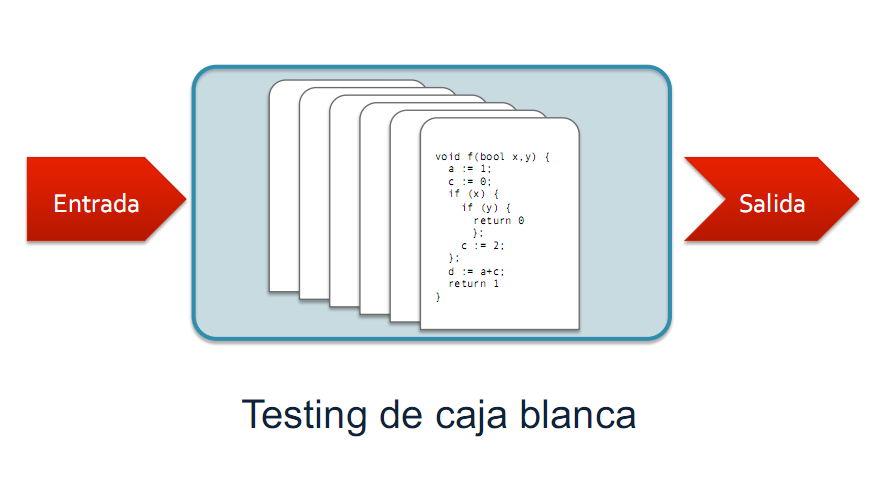 Entrada
void f(bool x,y) {
a := 1;
c := 0;
if (x) {
if (y) {
return 0
};
c := 2;
};
d := a+c;
return 1
}
Salida
Testing de caja blanca